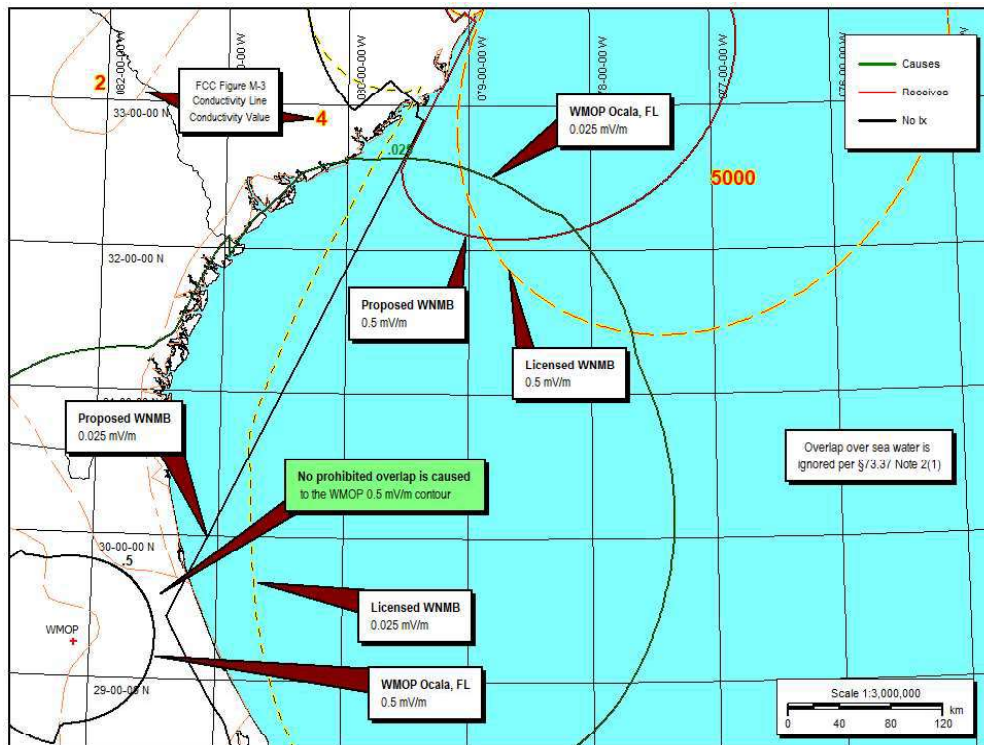 082-00-00 W
080-00-00 W
079-00-00 W
078-00-00 W
077-00-00 W
076-00-00 W
2
FCC Figure M-3
Conductivity Line
Conductivity Value
4
33-00-00 N
WMOP Ocala, FL
0.025 mV/m
Causes
Receives
No Ix
5000
32-00-00 N
Proposed WNMB
0.5 mV/m
Licensed WNMB
0.5 mV/m
Proposed WNMB
0.025 mV/m
Overlap over sea water is
ignored per §73.37 Note 2(1)
No prohibited overlap is caused
to the WMOP 0.5 mV/m contour
30-00-00 N
.5
Licensed WNMB
0.025 mV/m
WMOP
WMOP Ocala, FL
0.5 mV/m
29-00-00 N
Scale 1:3,000,000
km
0 40 80 120